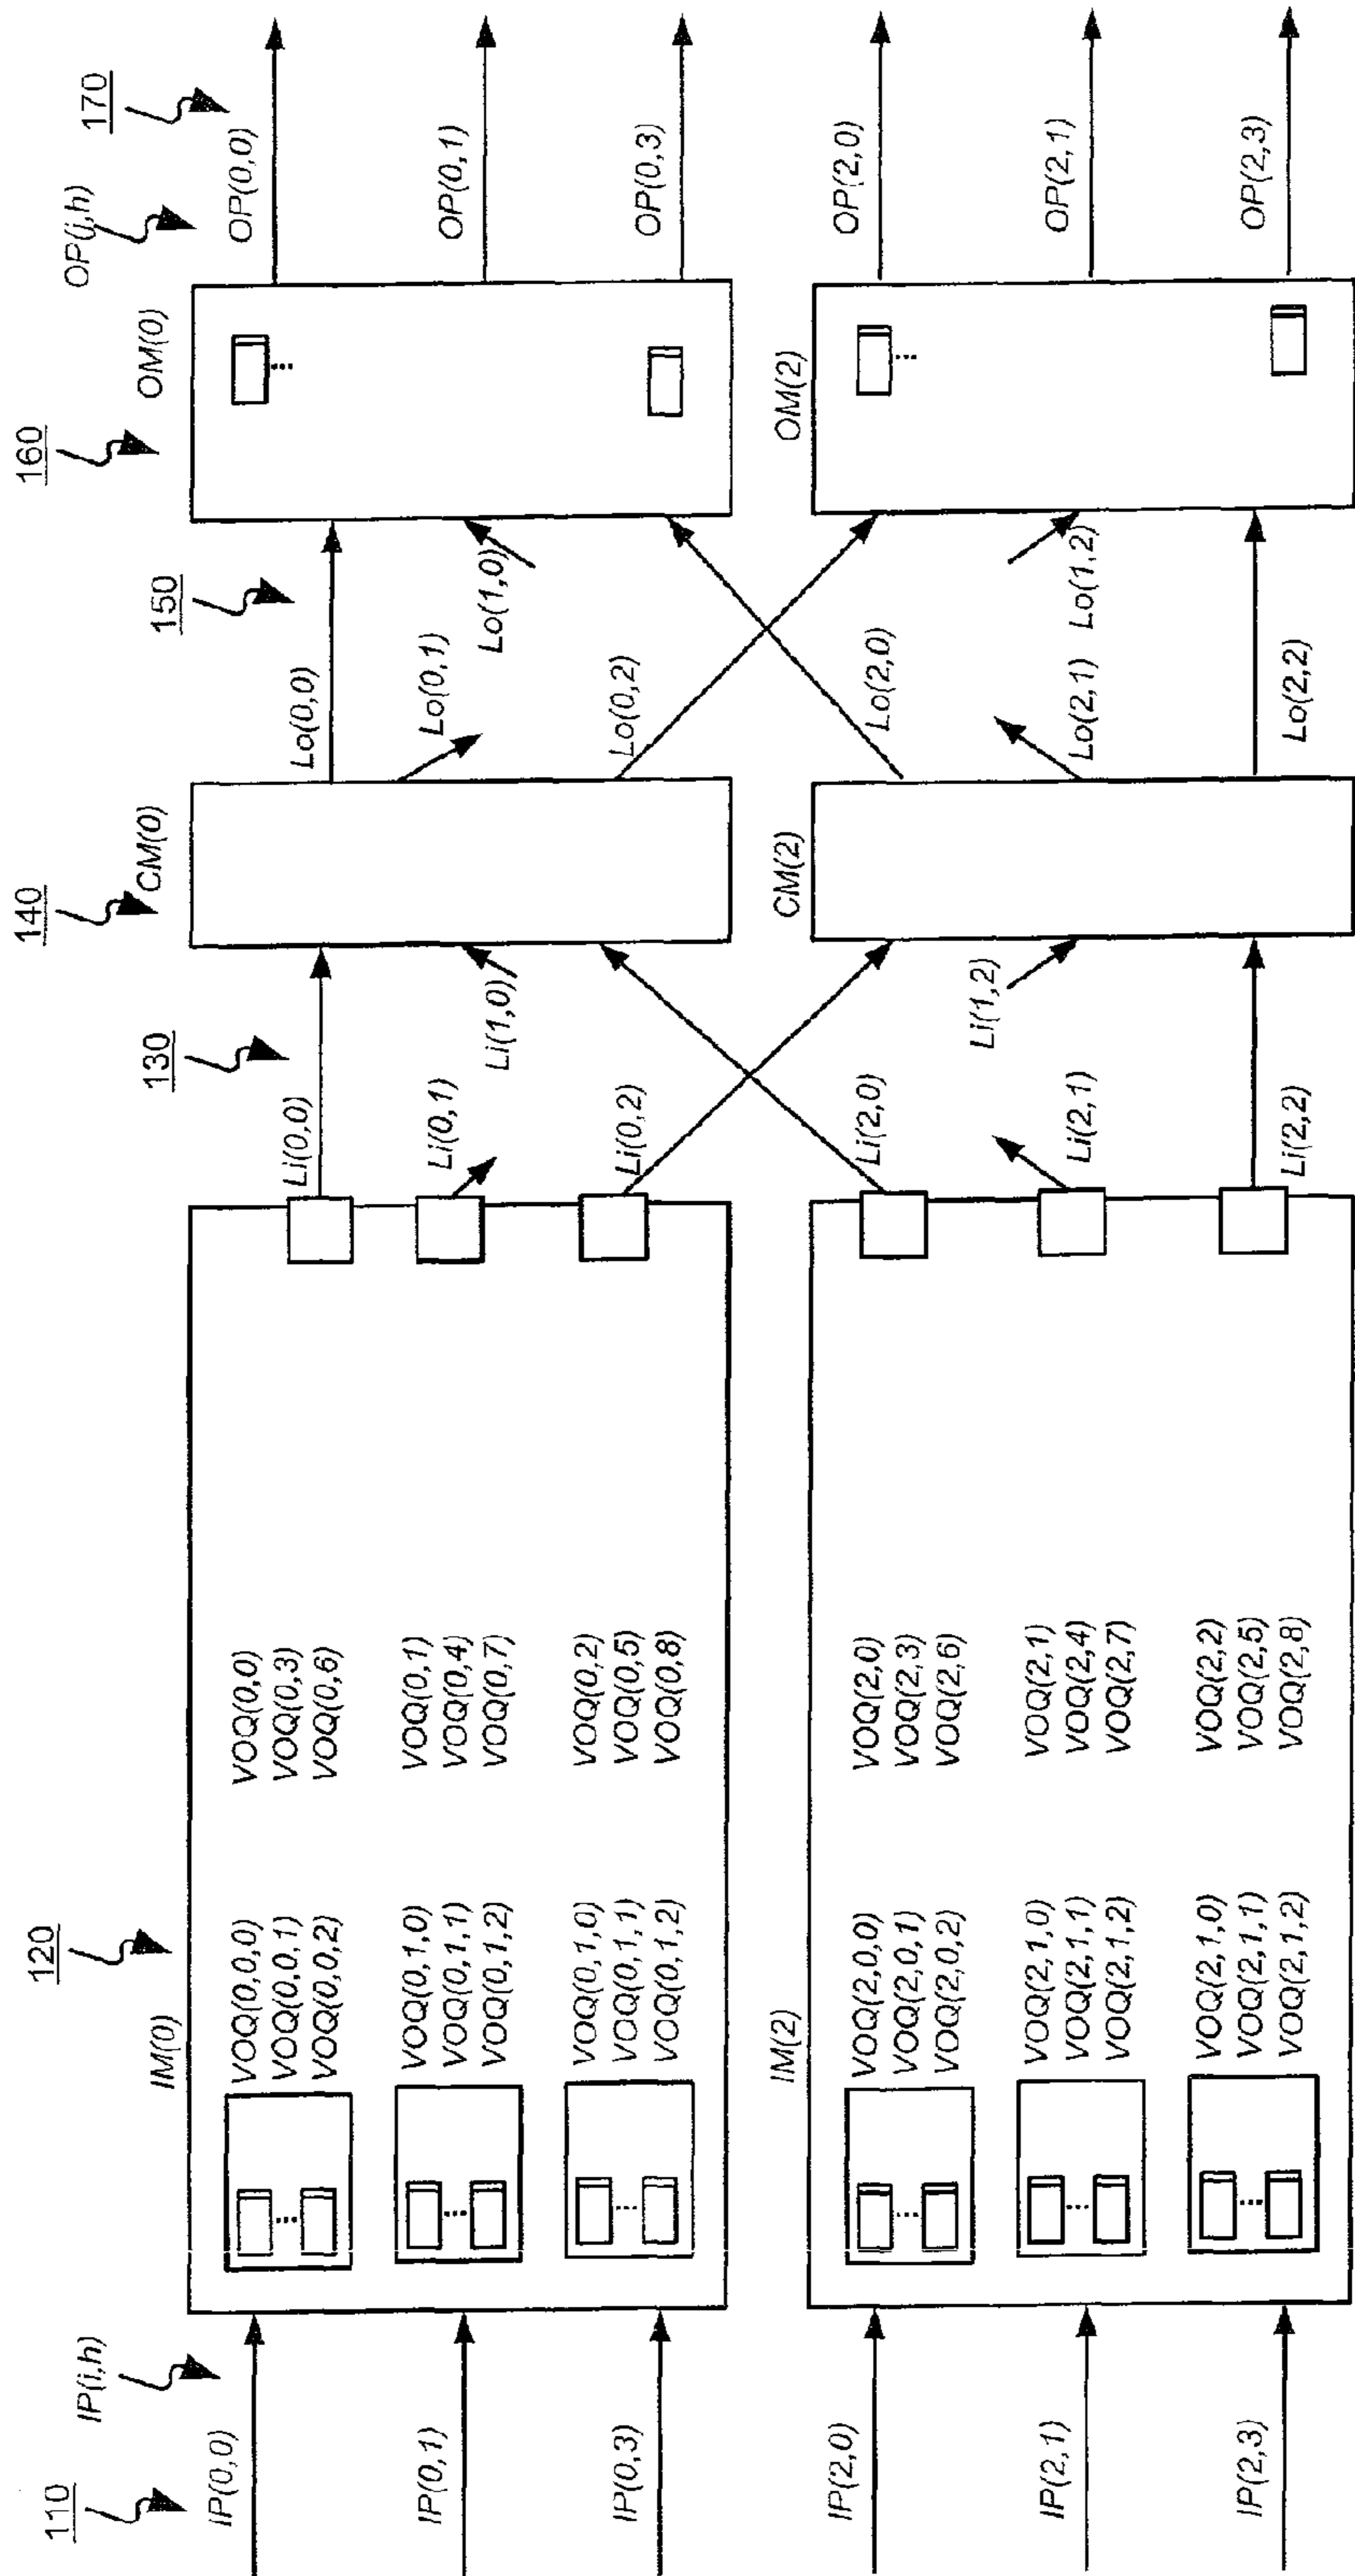 110
IP(i,h)
IP(0,0)
IP(0,1)
IP(0,3)
IP(2,0)
IP(2,1)
IP(2,3)
120
IM(0)
VOQ(0,0,0)
VOQ(0,0,1)
VOQ(0,0,2)
VOQ(0,1,0)
VOQ(0,1,1)
VOQ(0,1,2)
VOQ(0,1,0)
VOQ(0,1,1)
VOQ(0,1,2)
VOQ(0,0)
VOQ(0,3)
VOQ(0,6)
VOQ(0,1)
VOQ(0,4)
VOQ(0,7)
VOQ(0,2)
VOQ(0,5)
VOQ(0,8)
IM(2)
VOQ(2,0,0)
VOQ(2,0,1)
VOQ(2,0,2)
VOQ(2,1,0)
VOQ(2,1,1)
VOQ(2,1,2)
VOQ(2,1,0)
VOQ(2,1,1)
VOQ(2,1,2)
VOQ(2,0)
VOQ(2,3)
VOQ(2,6)
VOQ(2,1)
VOQ(2,4)
VOQ(2,7)
VOQ(2,2)
VOQ(2,5)
VOQ(2,8)
130
Li(0,0)
Li(0,1)
Li(1,0)
Li(0,2)
Li(2,0)
Li(1,2)
Li(2,1)
Li(2,2)
140
CM(0)
CM(2)
150
Lo(0,0)
Lo(0,1)
Lo(1,0)
Lo(0,2)
Lo(2,0)
Lo(2,1)
Lo(1,2)
Lo(2,2)
160
OM(0)
OM(2)
170
OP(j,h)
OP(0,0)
OP(0,1)
OP(0,3)
OP(2,0)
OP(2,1)
OP(2,3)